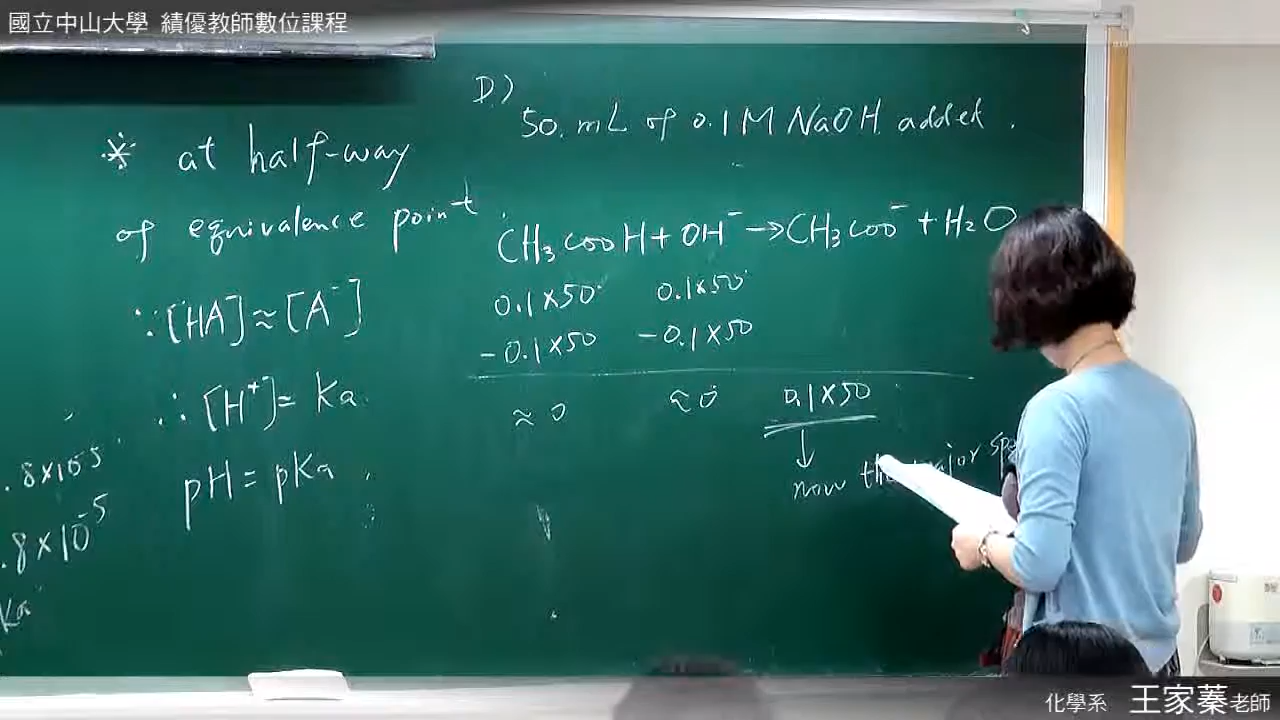 國立中山大學 績優教師數位課程
* at half-way
of equivalence point
∵[HA]≈[A⁻]
∴[H⁺]=Ka
pH=pKa
.8×10⁻⁵
.8×10⁻⁵
Ka
D)
50. mL of 0.1M NaOH added.
CH₃COOH+OH⁻→CH₃COO⁻+H₂O
0.1×50 0.1×50
-0.1×50 -0.1×50
≈0 ≈0 0.1×50
↓
now
化學系 王家蓁老師